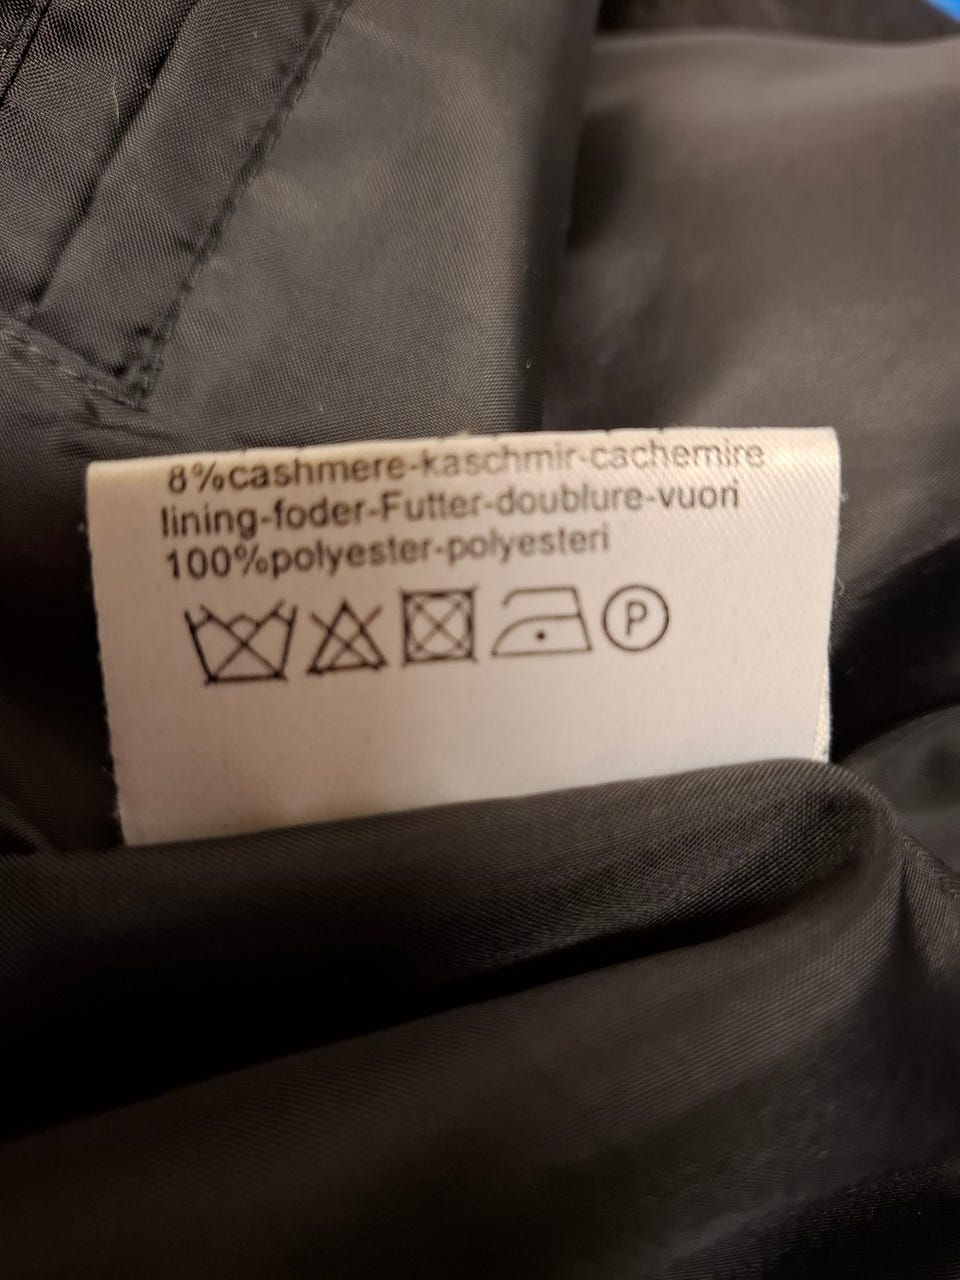 8%cashmere-kaschmir-cachemire
lining-foder-Futter-doublure-vuori
100%polyester-polyesteri
P